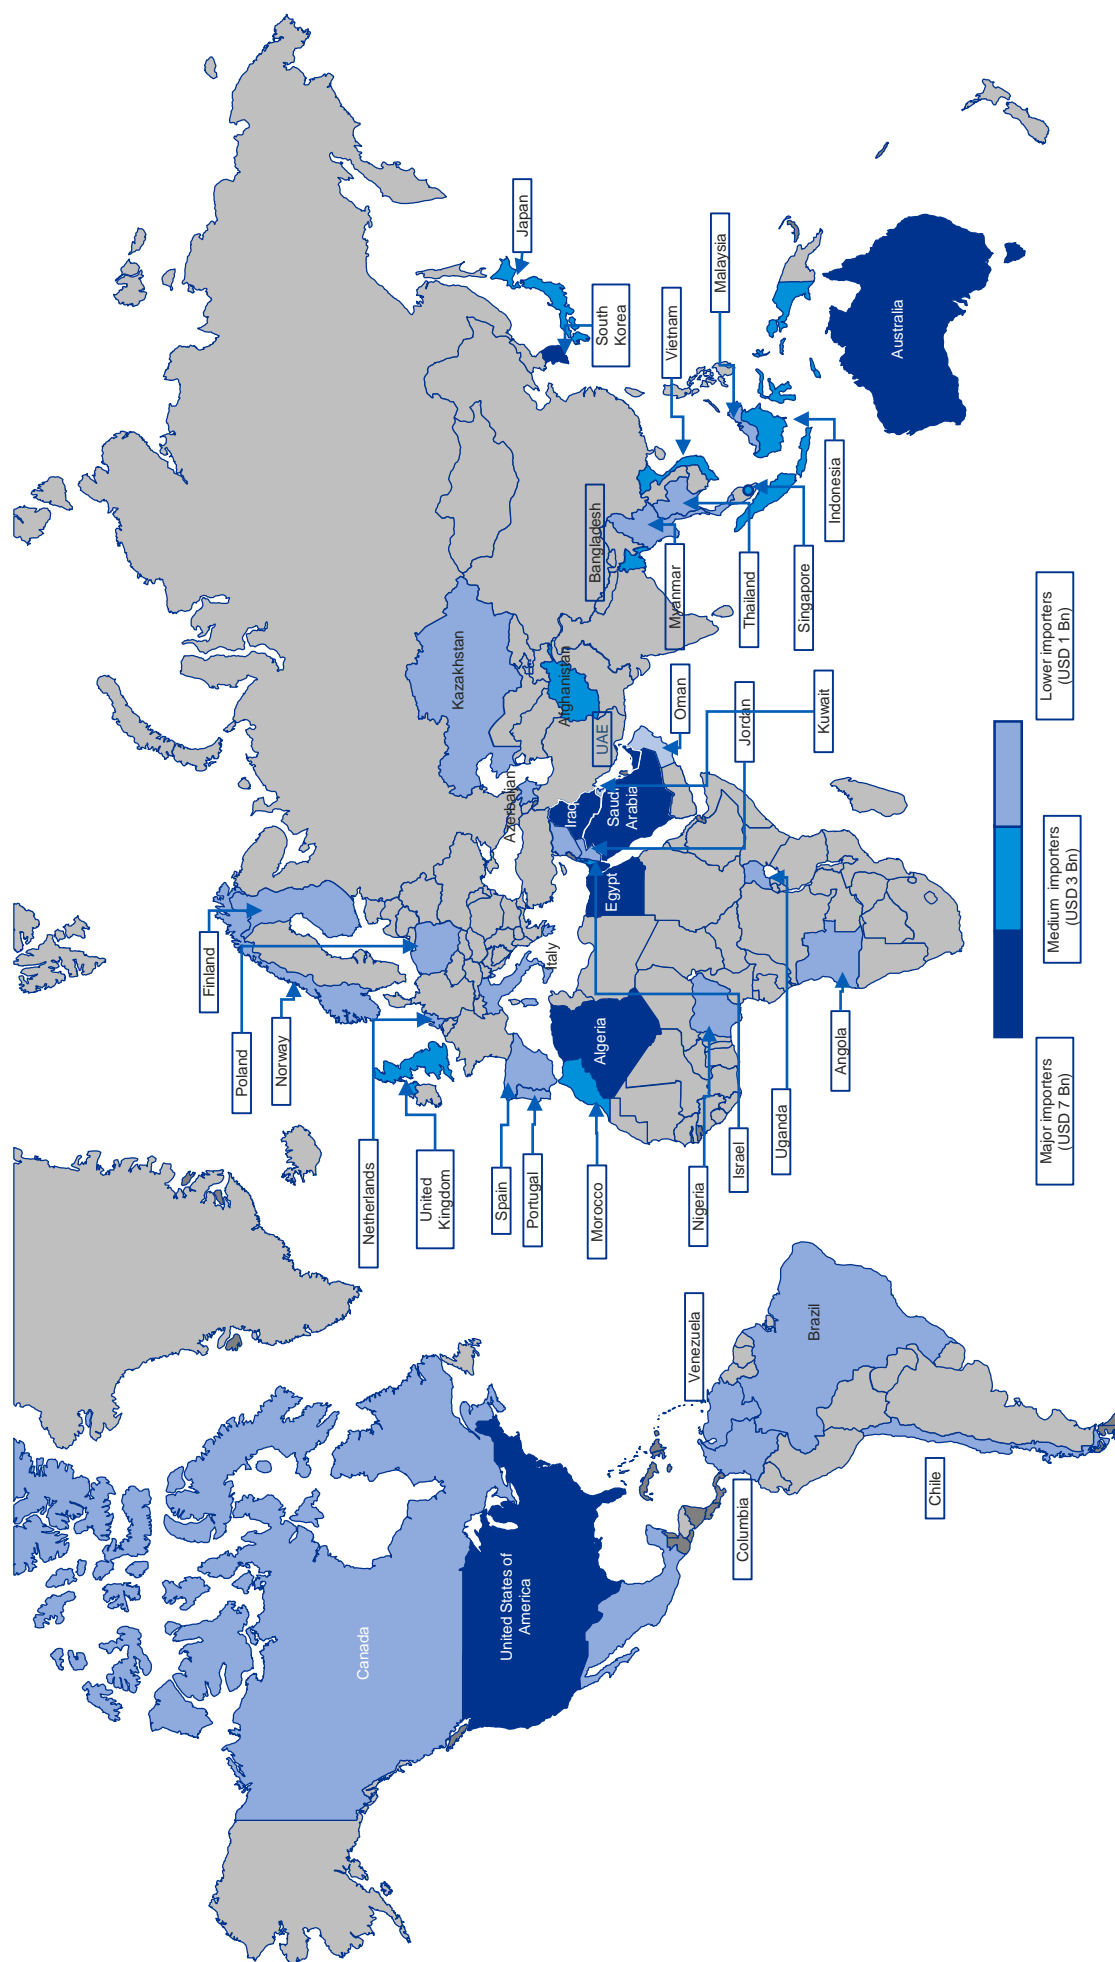 Finland
Poland
Norway
Netherlands
Canada
United
Kingdom
Kazakhstan
Spain
Portugal
United States of
America
Azerbaijan
Japan
Italy
Afghanistan
Iraq
South
Korea
Bangladesh
UAE
Morocco
Algeria
Egypt
Saudi
Arabia
Vietnam
Myanmar
Oman
Venezuela
Nigeria
Malaysia
Israel
Jordan
Thailand
Columbia
Uganda
Singapore
Brazil
Kuwait
Indonesia
Angola
Australia
Chile
Major importers
(USD 7 Bn)
Medium importers
(USD 3 Bn)
Lower importers
(USD 1 Bn)